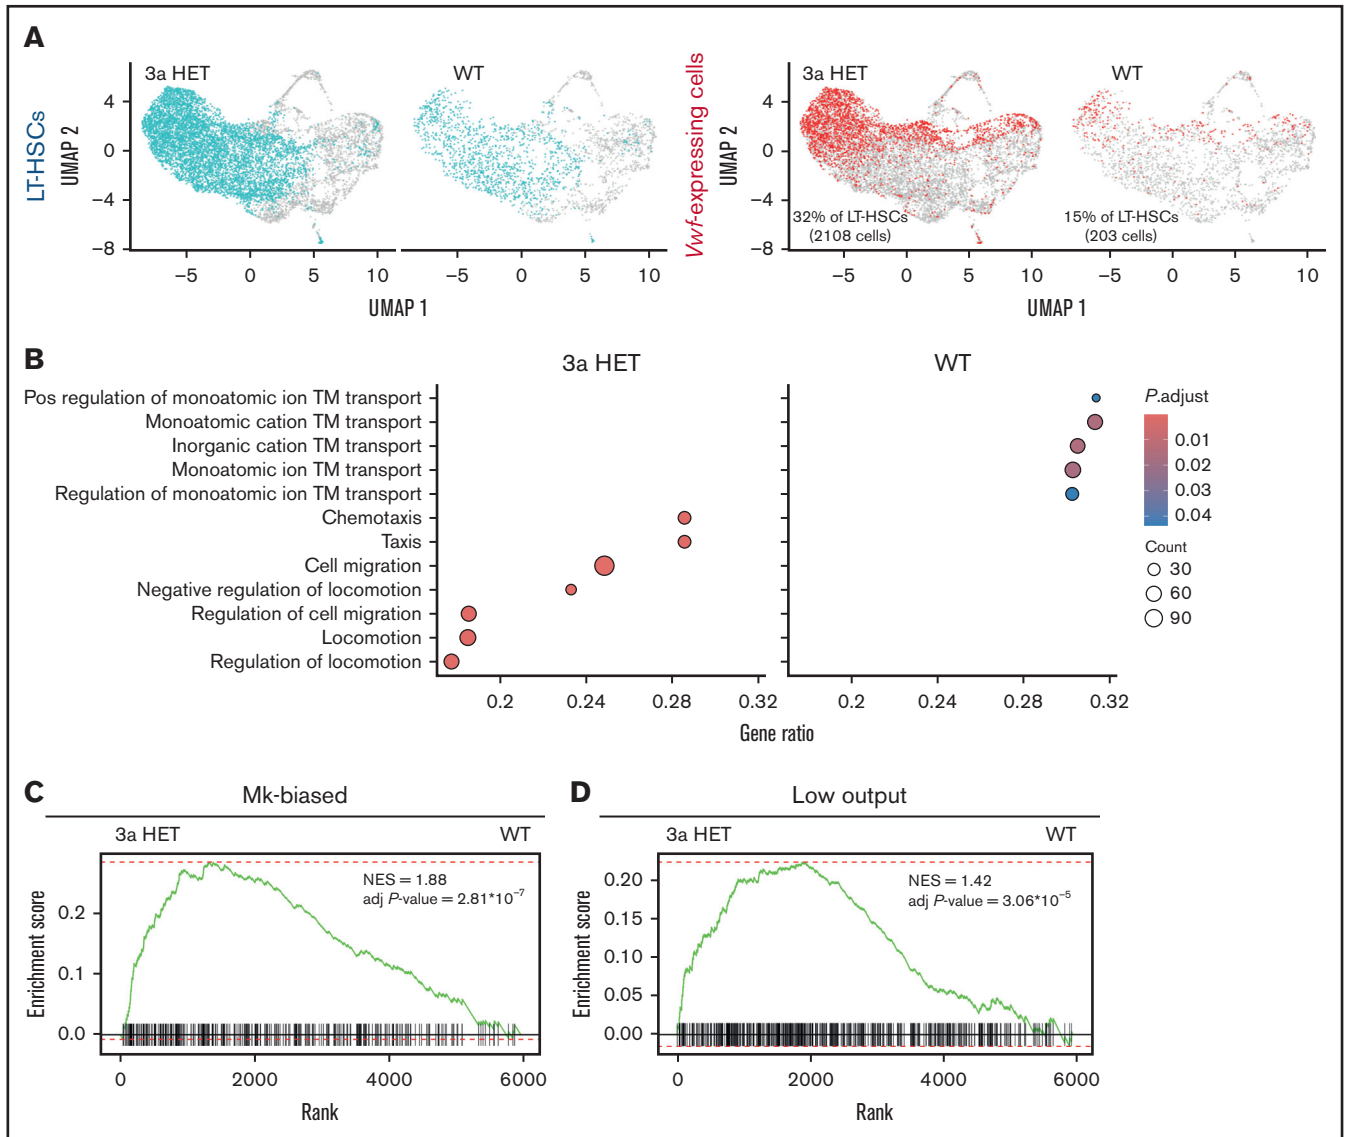 A
LT-HSCs
UMAP 2
3a HET
WT
4
0
−4
−8
−5 0 5 10
−5 0 5 10
UMAP 1
Vwf-expressing cells
UMAP 2
3a HET
WT
4
0
−4
−8
32% of LT-HSCs
(2108 cells)
15% of LT-HSCs
(203 cells)
−5 0 5 10
−5 0 5 10
UMAP 1
B
3a HET
WT
Pos regulation of monoatomic ion TM transport
Monoatomic cation TM transport
Inorganic cation TM transport
Monoatomic ion TM transport
Regulation of monoatomic ion TM transport
Chemotaxis
Taxis
Cell migration
Negative regulation of locomotion
Regulation of cell migration
Locomotion
Regulation of locomotion
0.2 0.24 0.28 0.32
0.2 0.24 0.28 0.32
Gene ratio
P.adjust
0.01
0.02
0.03
0.04
Count
30
60
90
C
Mk-biased
3a HET
WT
NES = 1.88
adj P-value = 2.81*10⁻⁷
Enrichment score
0.2
0.1
0.0
0 2000 4000 6000
Rank
D
Low output
3a HET
WT
NES = 1.42
adj P-value = 3.06*10⁻⁵
Enrichment score
0.20
0.15
0.10
0.05
0.00
0 2000 4000 6000
Rank